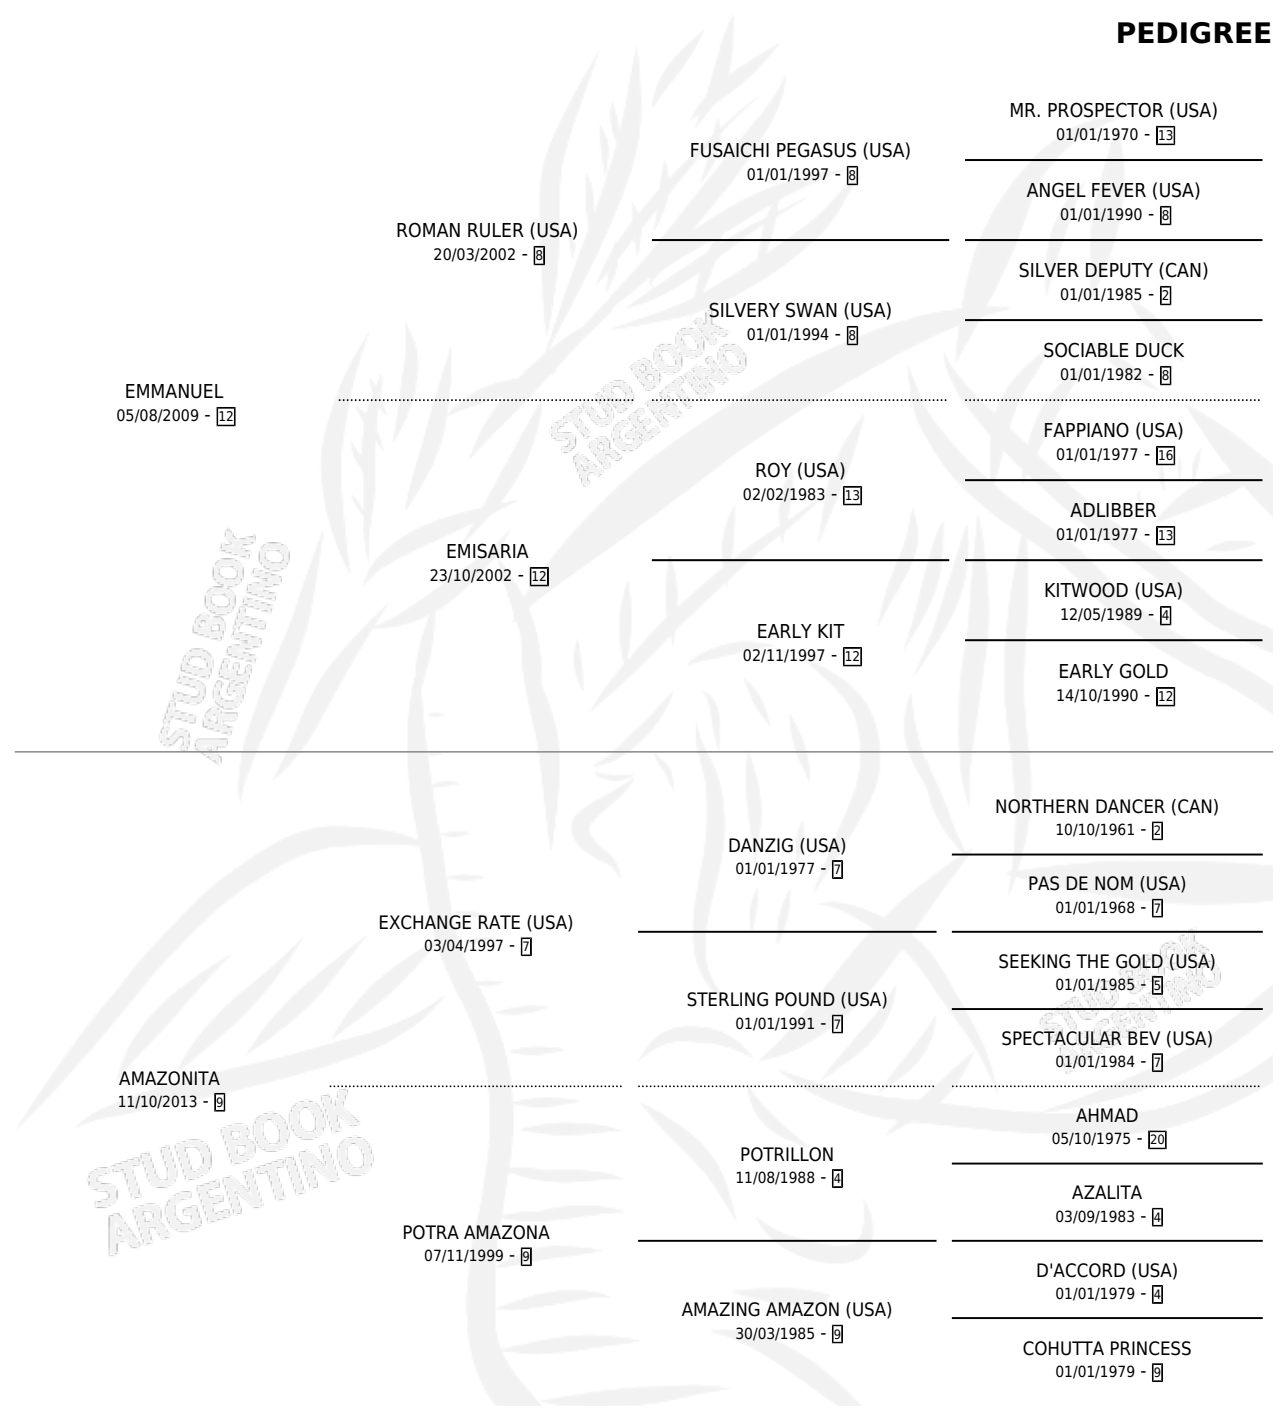 PEDIGREE
MR. PROSPECTOR (USA)
01/01/1970 - 13
FUSAICHI PEGASUS (USA)
01/01/1997 - 8
ANGEL FEVER (USA)
01/01/1990 - 8
ROMAN RULER (USA)
20/03/2002 - 8
SILVER DEPUTY (CAN)
01/01/1985 - 2
SILVERY SWAN (USA)
01/01/1994 - 8
SOCIABLE DUCK
01/01/1982 - 8
EMMANUEL
05/08/2009 - 12
FAPPIANO (USA)
01/01/1977 - 16
ROY (USA)
02/02/1983 - 13
ADLIBBER
01/01/1977 - 13
EMISARIA
23/10/2002 - 12
KITWOOD (USA)
12/05/1989 - 4
EARLY KIT
02/11/1997 - 12
EARLY GOLD
14/10/1990 - 12
NORTHERN DANCER (CAN)
10/10/1961 - 2
DANZIG (USA)
01/01/1977 - 7
PAS DE NOM (USA)
01/01/1968 - 7
EXCHANGE RATE (USA)
03/04/1997 - 7
SEEKING THE GOLD (USA)
01/01/1985 - 5
STERLING POUND (USA)
01/01/1991 - 7
SPECTACULAR BEV (USA)
01/01/1984 - 7
AMAZONITA
11/10/2013 - 9
AHMAD
05/10/1975 - 20
POTRILLON
11/08/1988 - 4
AZALITA
03/09/1983 - 4
POTRA AMAZONA
07/11/1999 - 9
D'ACCORD (USA)
01/01/1979 - 4
AMAZING AMAZON (USA)
30/03/1985 - 9
COHUTTA PRINCESS
01/01/1979 - 9
STUD BOOK
ARGENTINO
STUD BOOK
ARGENTINO
STUD BOOK
ARGENTINO
STUD BOOK
ARGENTINO